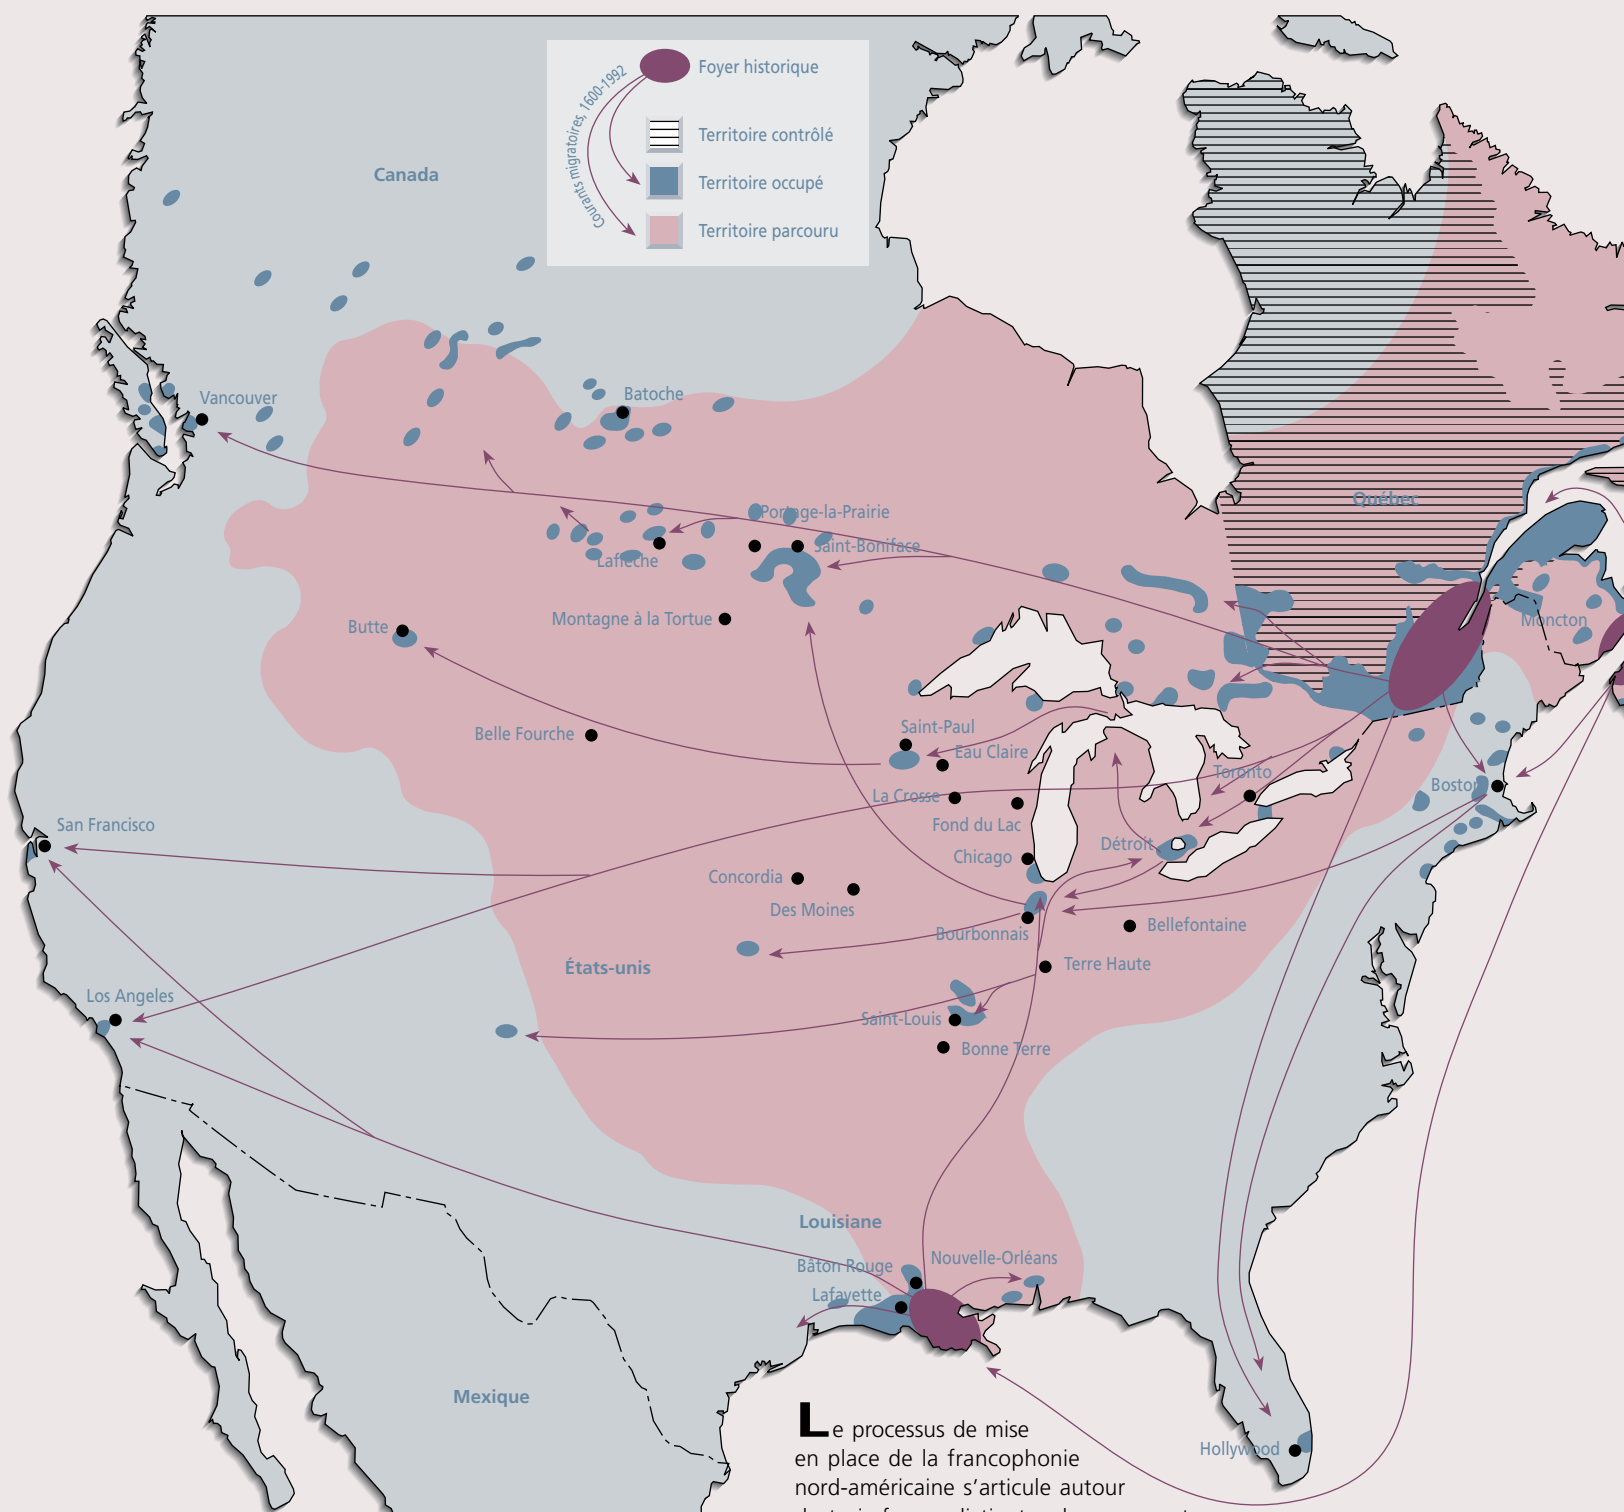 Foyer historique
Courants migratoires, 1600-1992
Territoire contrôlé
Territoire occupé
Territoire parcouru
Canada
Vancouver
Batoche
Portage-la-Prairie
Saint-Boniface
Lafleche
Québec
Montagne à la Tortue
Butte
Moncton
Belle Fourche
Saint-Paul
Eau Claire
Toronto
Boston
La Crosse
Fond du Lac
San Francisco
Détroit
Chicago
Concordia
Des Moines
Bourbonnais
Bellefontaine
États-unis
Terre Haute
Los Angeles
Saint-Louis
Bonne Terre
Louisiane
Bâton Rouge
Nouvelle-Orléans
Lafayette
Mexique
Hollywood
Le processus de mise
en place de la francophonie
nord-américaine s’articule autour